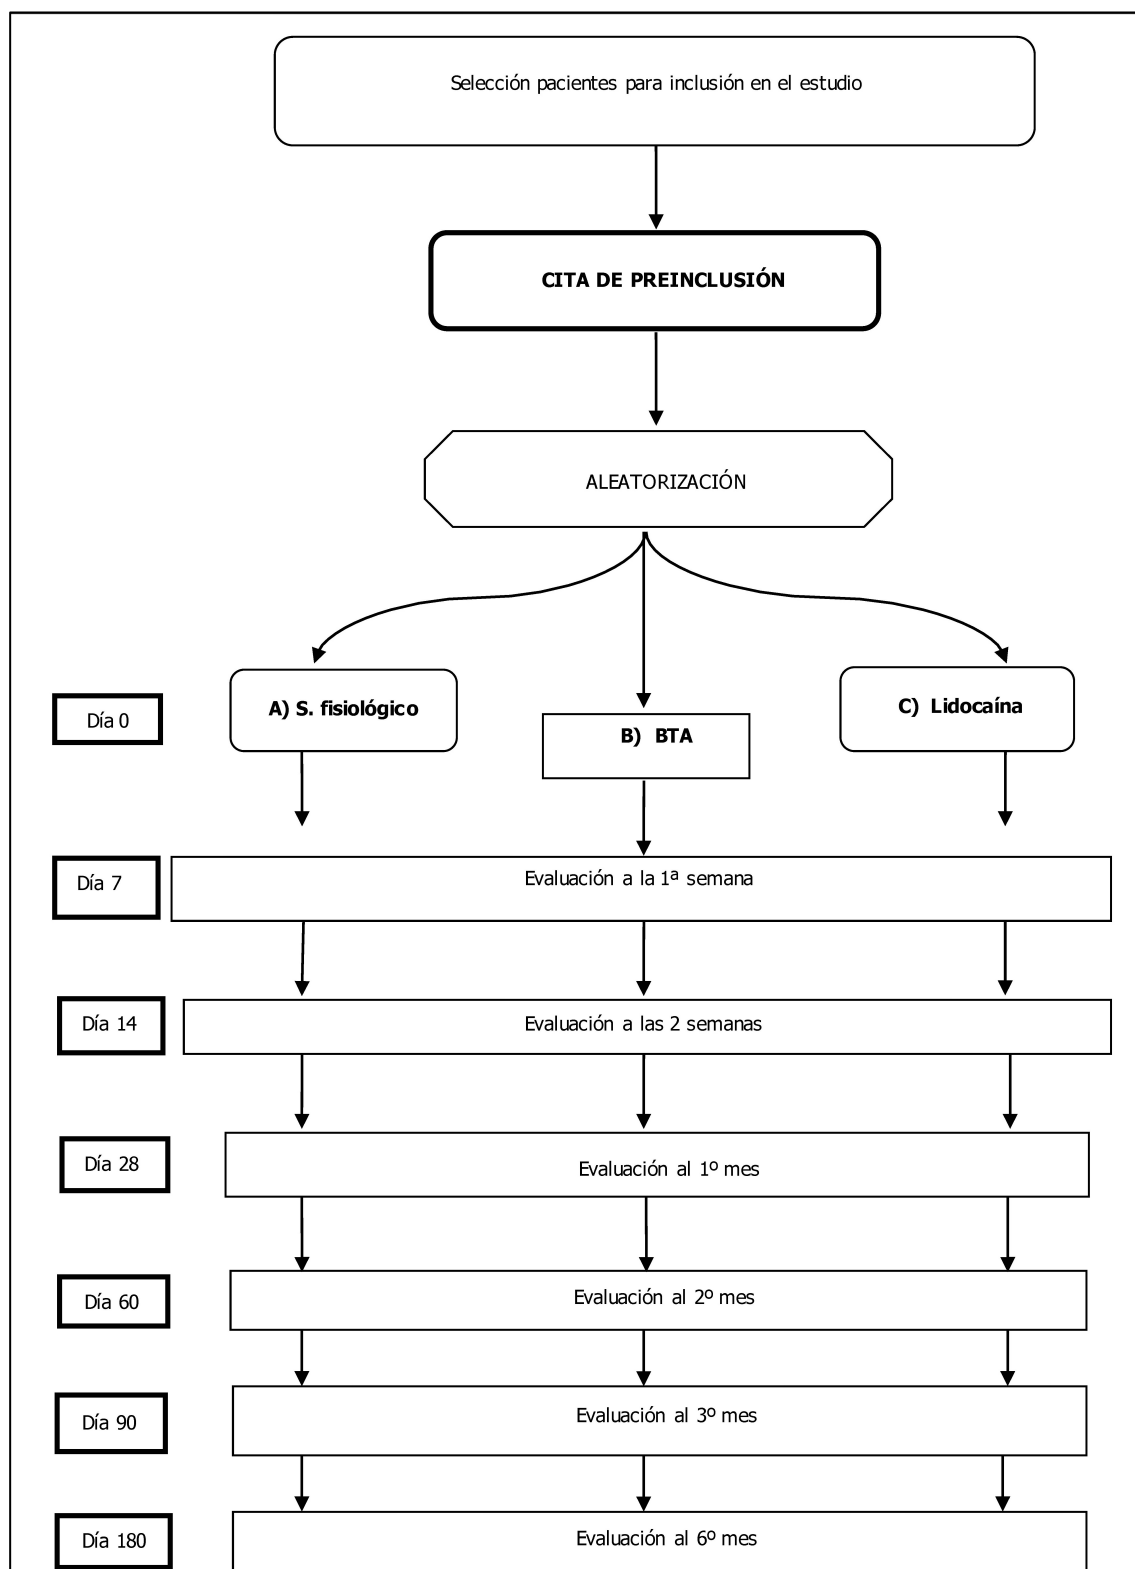 Selección pacientes para inclusión en el estudio
CITA DE PREINCLUSIÓN
ALEATORIZACIÓN
Día 0
A) S. fisiológico
B) BTA
C) Lidocaína
Día 7
Evaluación a la 1ª semana
Día 14
Evaluación a las 2 semanas
Día 28
Evaluación al 1º mes
Día 60
Evaluación al 2º mes
Día 90
Evaluación al 3º mes
Día 180
Evaluación al 6º mes